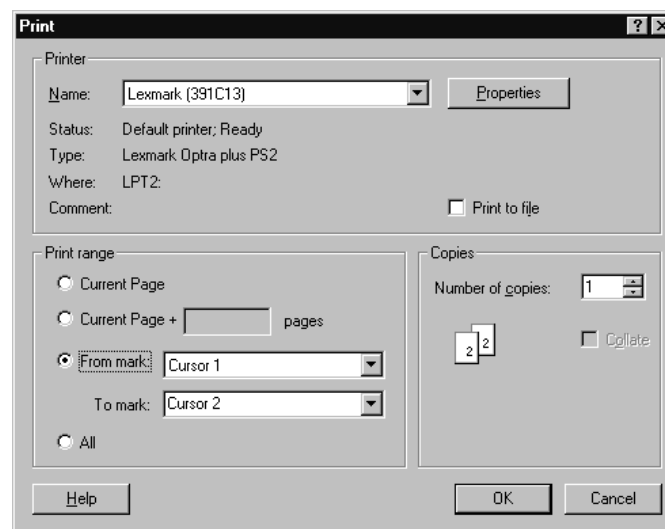 Print
Printer
Name: Lexmark (391C13) Properties
Status: Default printer; Ready
Type: Lexmark Optra plus PS2
Where: LPT2:
Comment: Print to file
Print range
Current Page
Current Page + pages
From mark: Cursor 1
To mark: Cursor 2
All
Copies
Number of copies: 1
2 2
Collate
Help OK Cancel